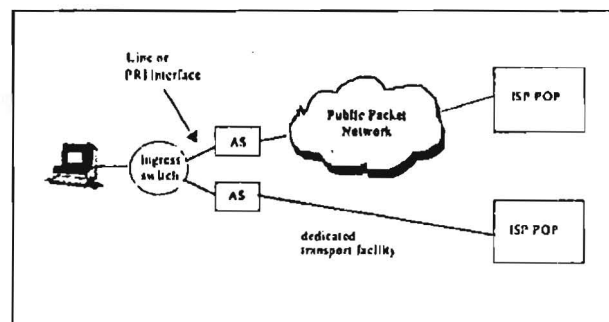 Line or
PRI Interface
Public Packet
Network
ISP POP
AS
Ingress
switch
AS
dedicated
transport facility
ISP POP